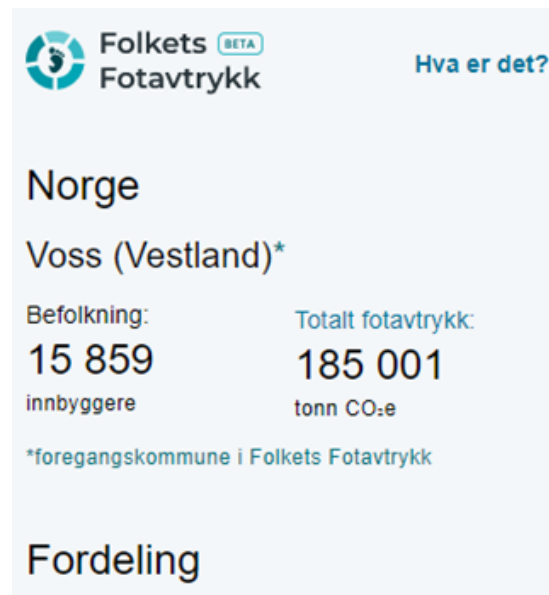 Folkets BETA
Fotavtrykk
Hva er det?
Norge
Voss (Vestland)*
Befolkning:
Totalt fotavtrykk:
15 859
185 001
innbyggere
tonn CO₂e
*foregangskommune i Folkets Fotavtrykk
Fordeling